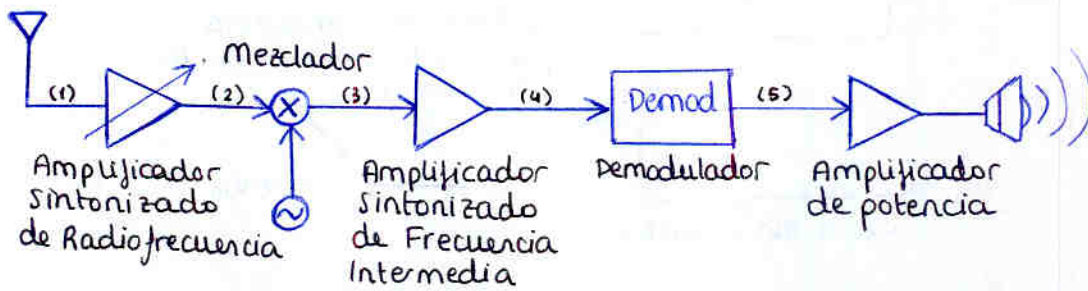 Mezclador
(1)
(2)
(3)
(4)
Demod
(5)
Amplificador
sintonizado
de Radiofrecuencia
Amplificador
sintonizado
de Frecuencia
Intermedia
Demodulador
Amplificador
de potencia